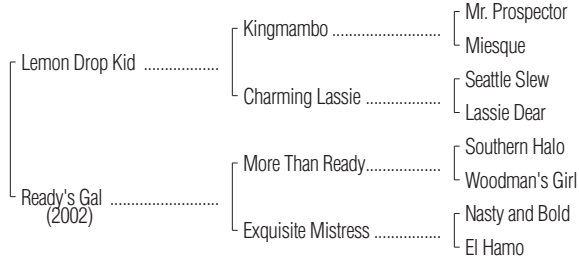 Mr. Prospector
Kingmambo ........................
Miesque
Lemon Drop Kid ................
Seattle Slew
Charming Lassie ................
Lassie Dear
Southern Halo
More Than Ready................
Woodman's Girl
Ready's Gal .......................
(2002)
Nasty and Bold
Exquisite Mistress ..............
El Hamo